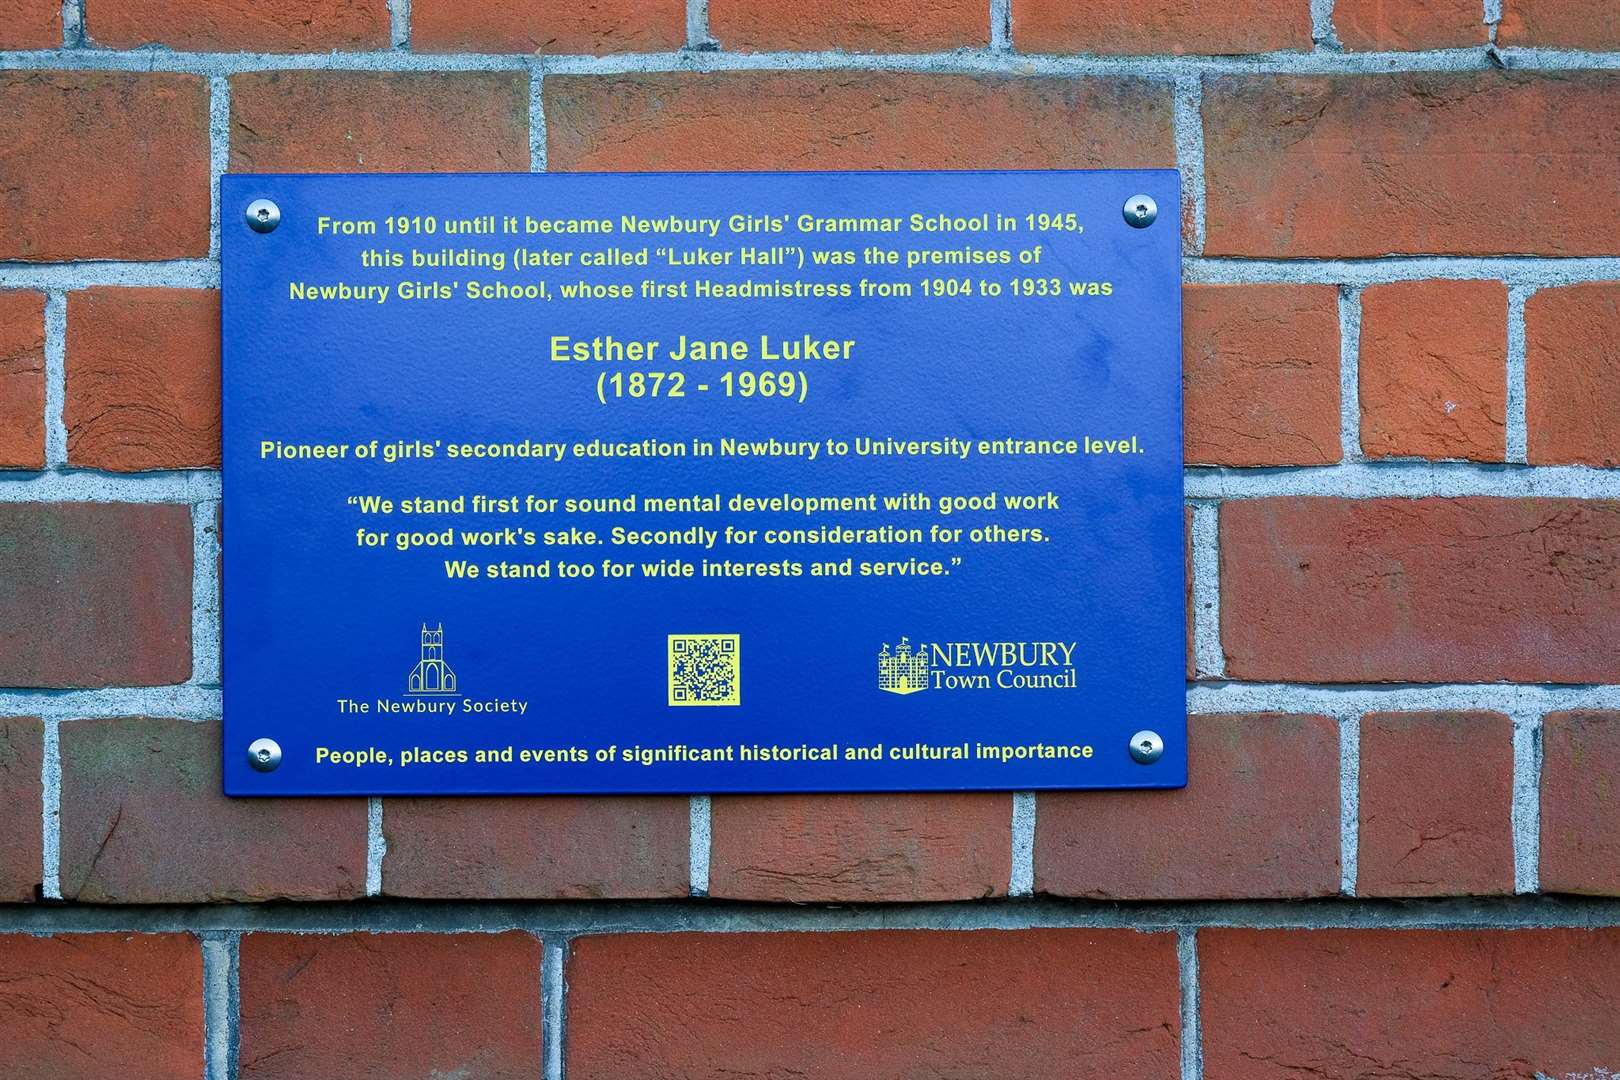 From 1910 until it became Newbury Girls' Grammar School in 1945,
this building (later called “Luker Hall”) was the premises of
Newbury Girls' School, whose first Headmistress from 1904 to 1933 was
Esther Jane Luker
(1872 - 1969)
Pioneer of girls' secondary education in Newbury to University entrance level.
“We stand first for sound mental development with good work
for good work's sake. Secondly for consideration for others.
We stand too for wide interests and service.”
The Newbury Society
NEWBURY
Town Council
People, places and events of significant historical and cultural importance